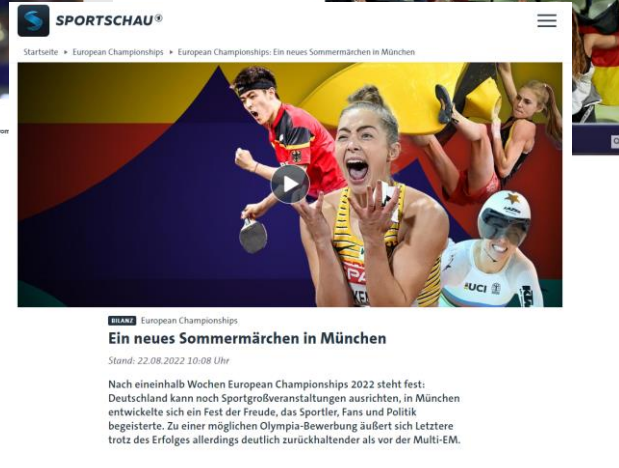 SPORTSCHAU
Startseite ▸ European Championships ▸ European Championships: Ein neues Sommermärchen in München
UCI
BILANZ European Championships
Ein neues Sommermärchen in München
Stand: 22.08.2022 10:08 Uhr
Nach eineinhalb Wochen European Championships 2022 steht fest:
Deutschland kann noch Sportgroßveranstaltungen ausrichten, in München
entwickelte sich ein Fest der Freude, das Sportler, Fans und Politik
begeisterte. Zu einer möglichen Olympia-Bewerbung äußert sich Letztere
trotz des Erfolges allerdings deutlich zurückhaltender als vor der Multi-EM.